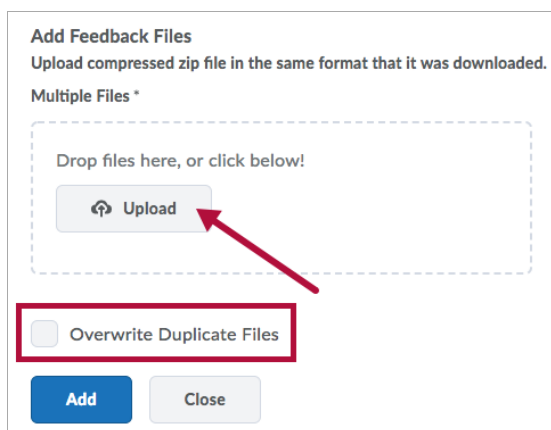 Add Feedback Files
Upload compressed zip file in the same format that it was downloaded.
Multiple Files *
Drop files here, or click below!
Upload
Overwrite Duplicate Files
Add Close